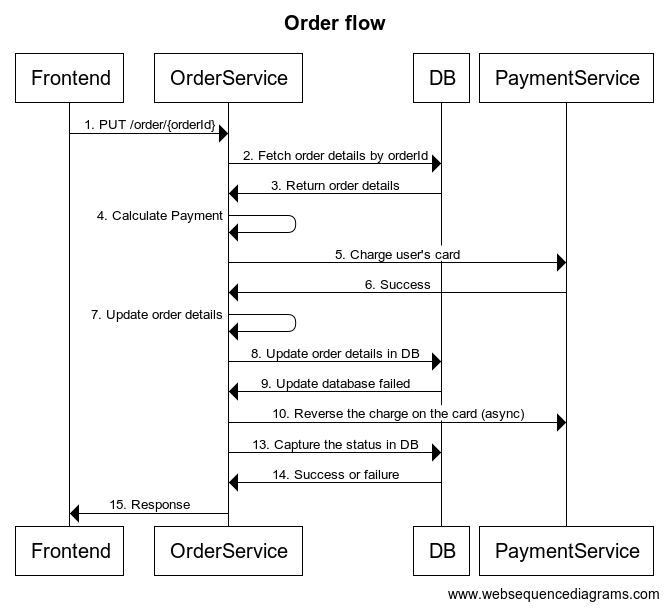 Order flow
Frontend
OrderService
DB
PaymentService
1. PUT /order/{orderId}
2. Fetch order details by orderId
3. Return order details
4. Calculate Payment
5. Charge user's card
6. Success
7. Update order details
8. Update order details in DB
9. Update database failed
10. Reverse the charge on the card (async)
13. Capture the status in DB
14. Success or failure
15. Response
Frontend
OrderService
DB
PaymentService
www.websequencediagrams.com